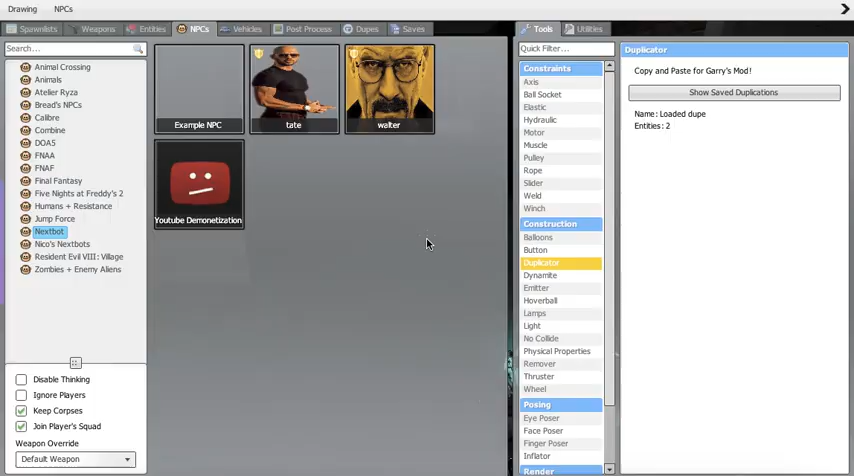 Drawing NPCs
Spawnlists Weapons Entities NPCs Vehicles Post Process Dupes Saves
Search...
Animal Crossing
Animals
Atelier Ryza
Bread's NPCs
Calibre
Combine
DOA5
FNAA
FNAF
Final Fantasy
Five Nights at Freddy's 2
Humans + Resistance
Jump Force
Nextbot
Nico's Nextbots
Resident Evil VIII: Village
Zombies + Enemy Aliens
Disable Thinking
Ignore Players
Keep Corpses
Join Player's Squad
Weapon Override
Default Weapon
Example NPC
tate
walter
Youtube Demonetization
Tools Utilities
Quick Filter...
Constraints
Axis
Ball Socket
Elastic
Hydraulic
Motor
Muscle
Pulley
Rope
Slider
Weld
Winch
Construction
Balloons
Button
Duplicator
Dynamite
Emitter
Hoverball
Lamps
Light
No Collide
Physical Properties
Remover
Thruster
Wheel
Posing
Eye Poser
Face Poser
Finger Poser
Inflator
Render
Duplicator
Copy and Paste for Garry's Mod!
Show Saved Duplications
Name: Loaded dupe
Entities: 2